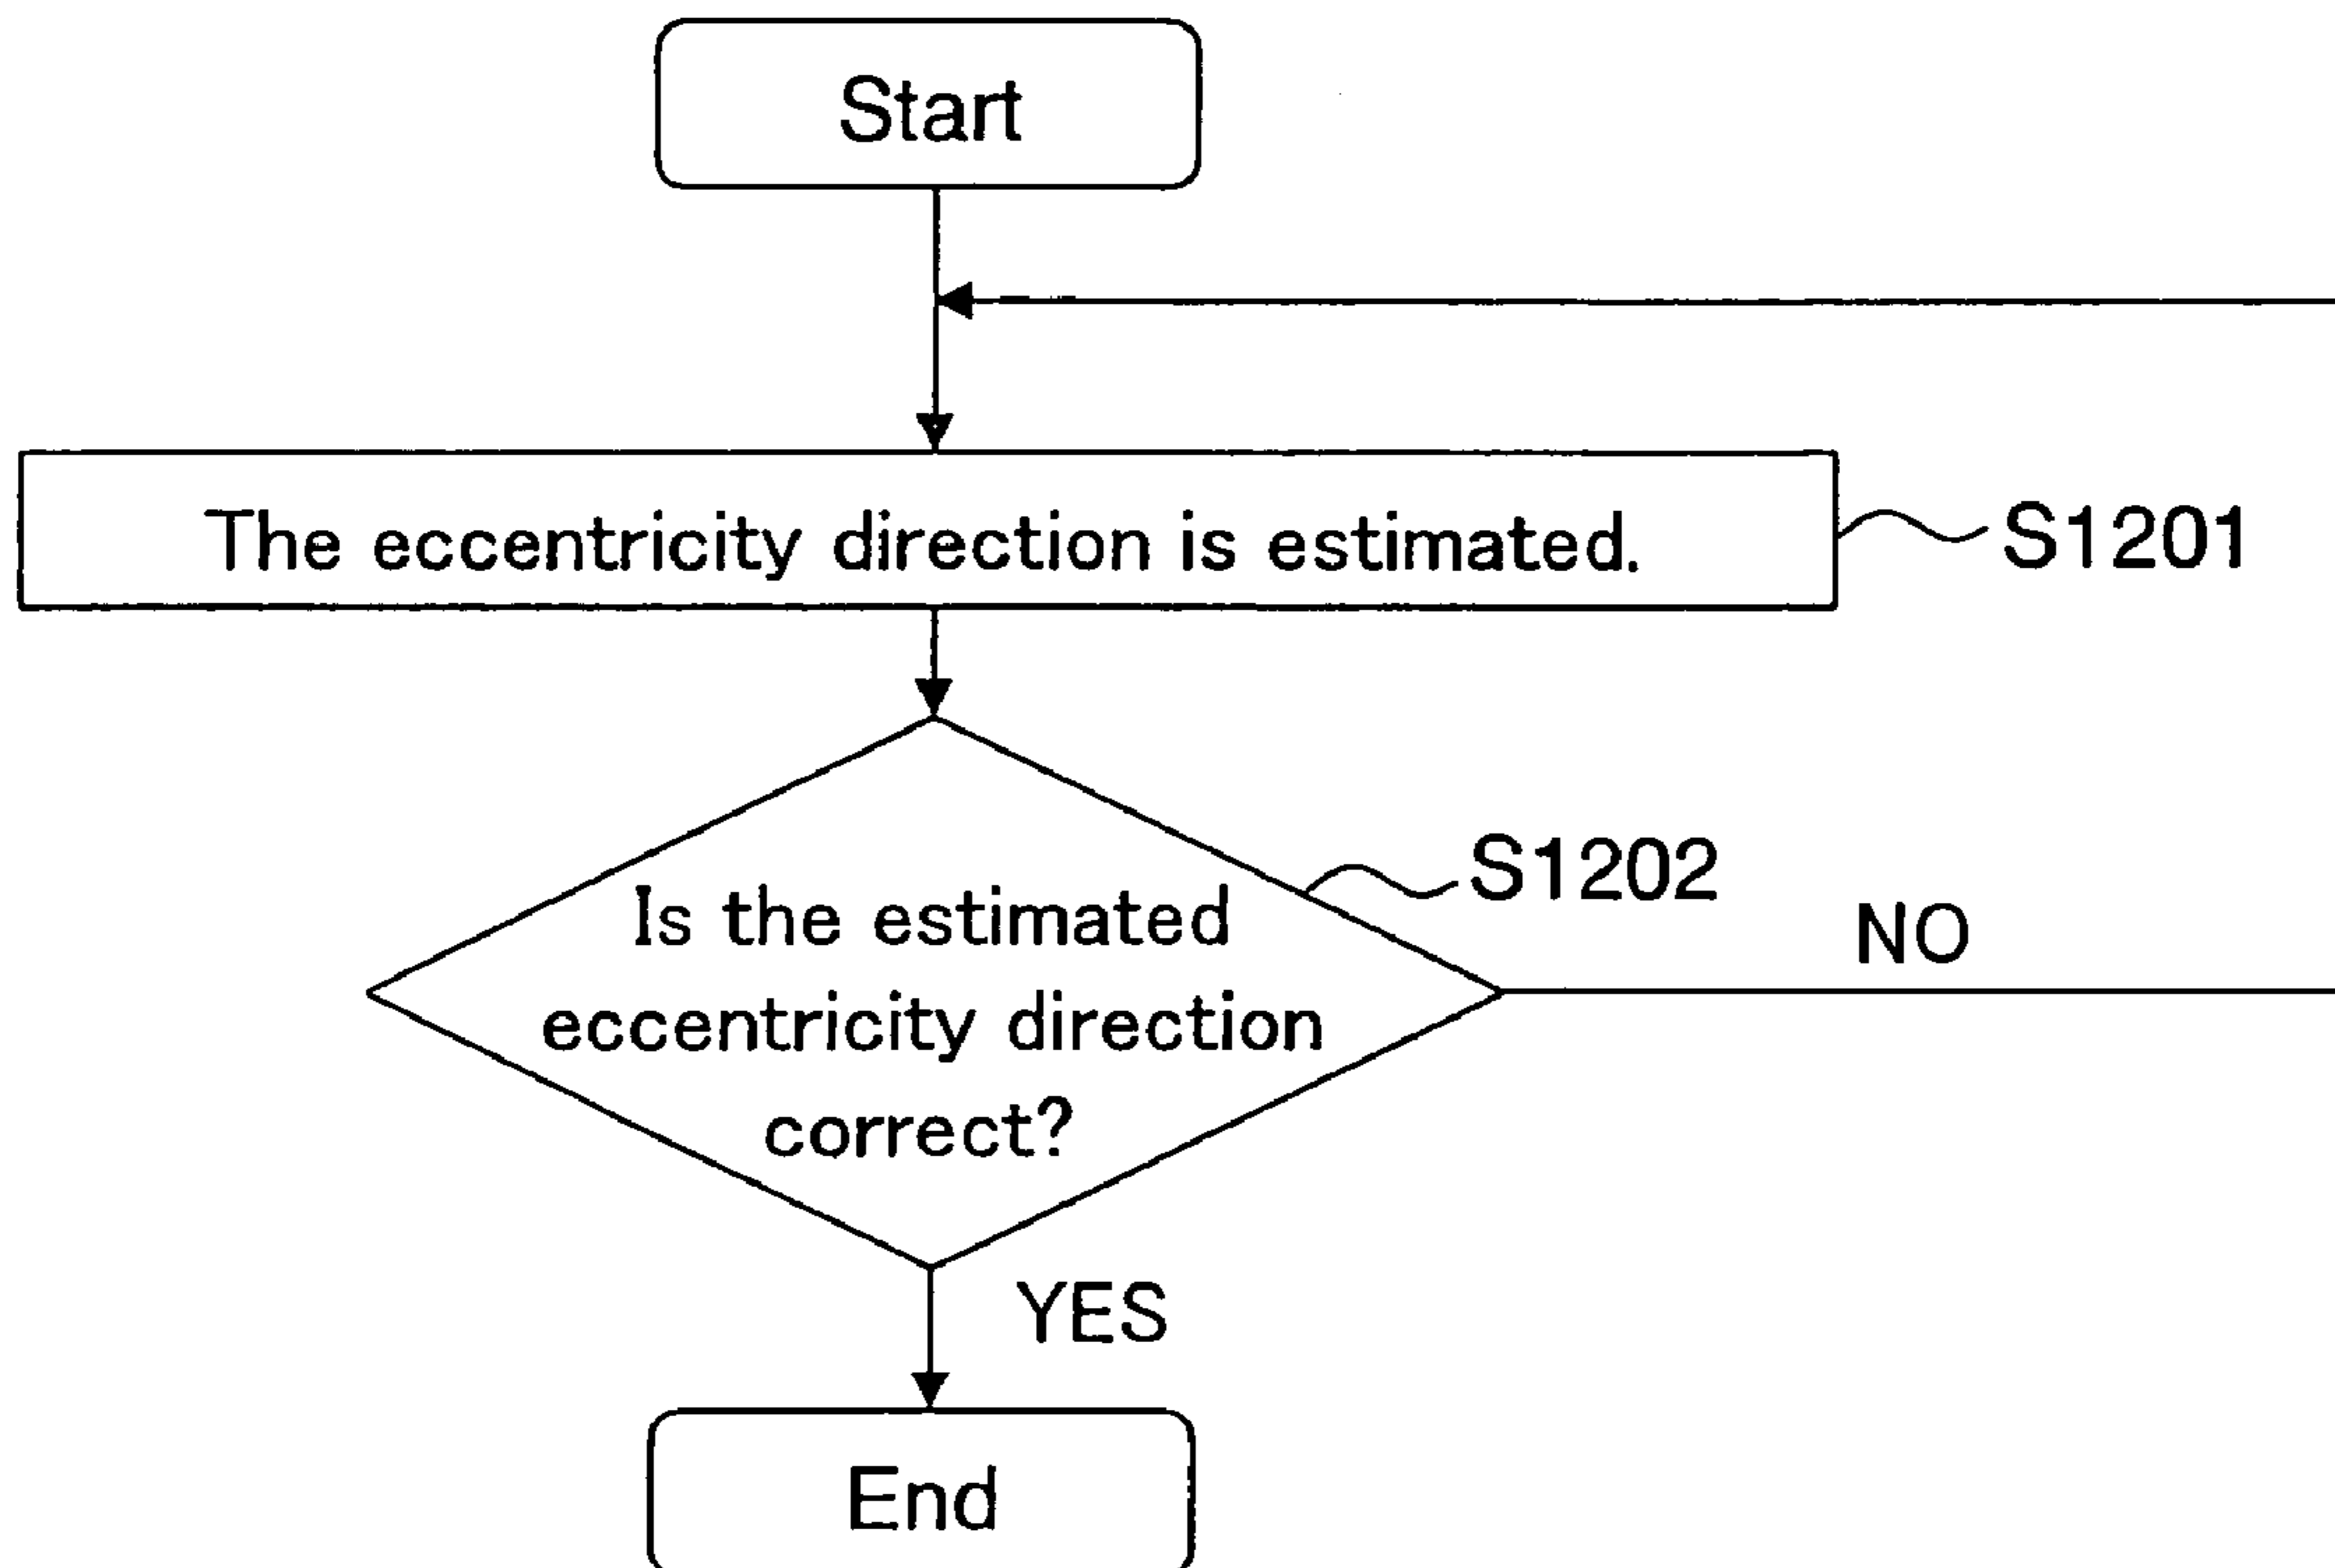 Start
The eccentricity direction is estimated.
S1201
S1202
Is the estimated
eccentricity direction
correct?
NO
YES
End